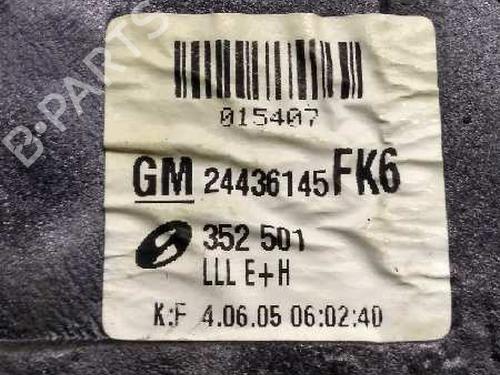 B-PARTS
015407
GM 24436145 FK6
352 501
LLL E+H
K:F 4.06.05 06:02:40